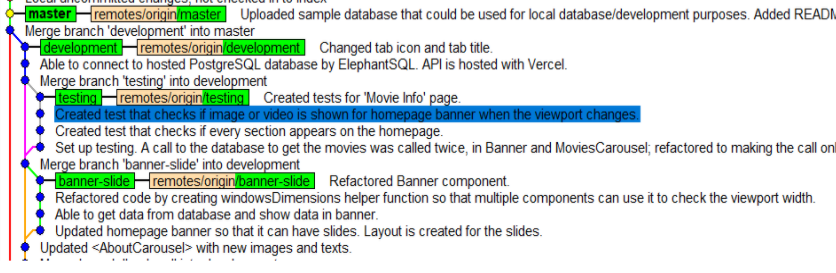 Local uncommitted changes, not checked in to index
master remotes/origin/master Uploaded sample database that could be used for local database/development purposes. Added READM
Merge branch 'development' into master
development remotes/origin/development Changed tab icon and tab title.
Able to connect to hosted PostgreSQL database by ElephantSQL. API is hosted with Vercel.
Merge branch 'testing' into development
testing remotes/origin/testing Created tests for 'Movie Info' page.
Created test that checks if image or video is shown for homepage banner when the viewport changes.
Created test that checks if every section appears on the homepage.
Set up testing. A call to the database to get the movies was called twice, in Banner and MoviesCarousel; refactored to making the call onl
Merge branch 'banner-slide' into development
banner-slide remotes/origin/banner-slide Refactored Banner component.
Refactored code by creating windowsDimensions helper function so that multiple components can use it to check the viewport width.
Able to get data from database and show data in banner.
Updated homepage banner so that it can have slides. Layout is created for the slides.
Updated <AboutCarousel> with new images and texts.